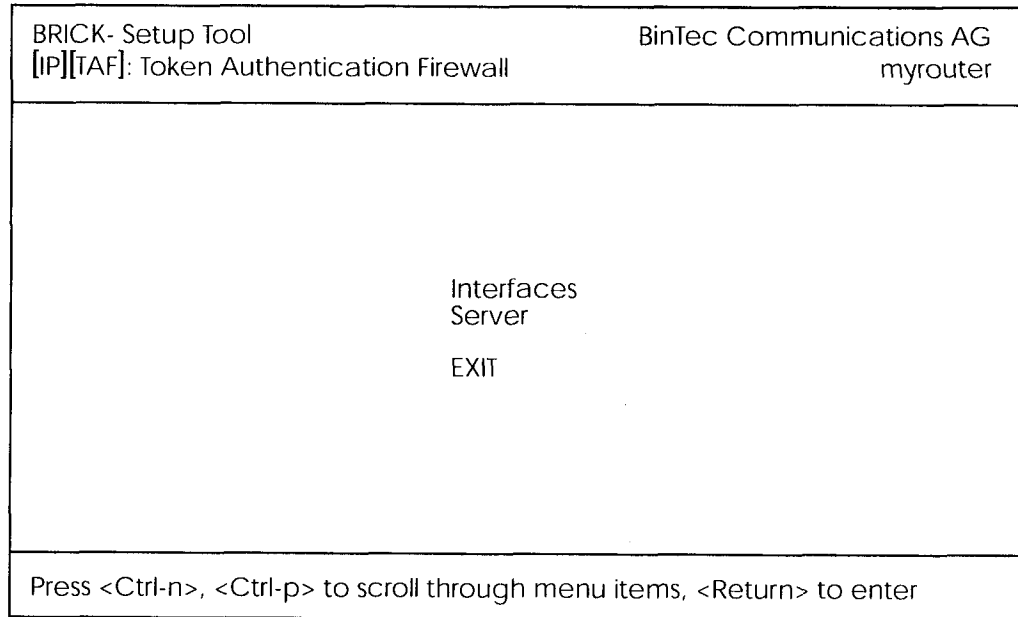 BRICK- Setup Tool BinTec Communications AG
[IP][TAF]: Token Authentication Firewall myrouter
Interfaces
Server
EXIT
Press <Ctrl-n>, <Ctrl-p> to scroll through menu items, <Return> to enter